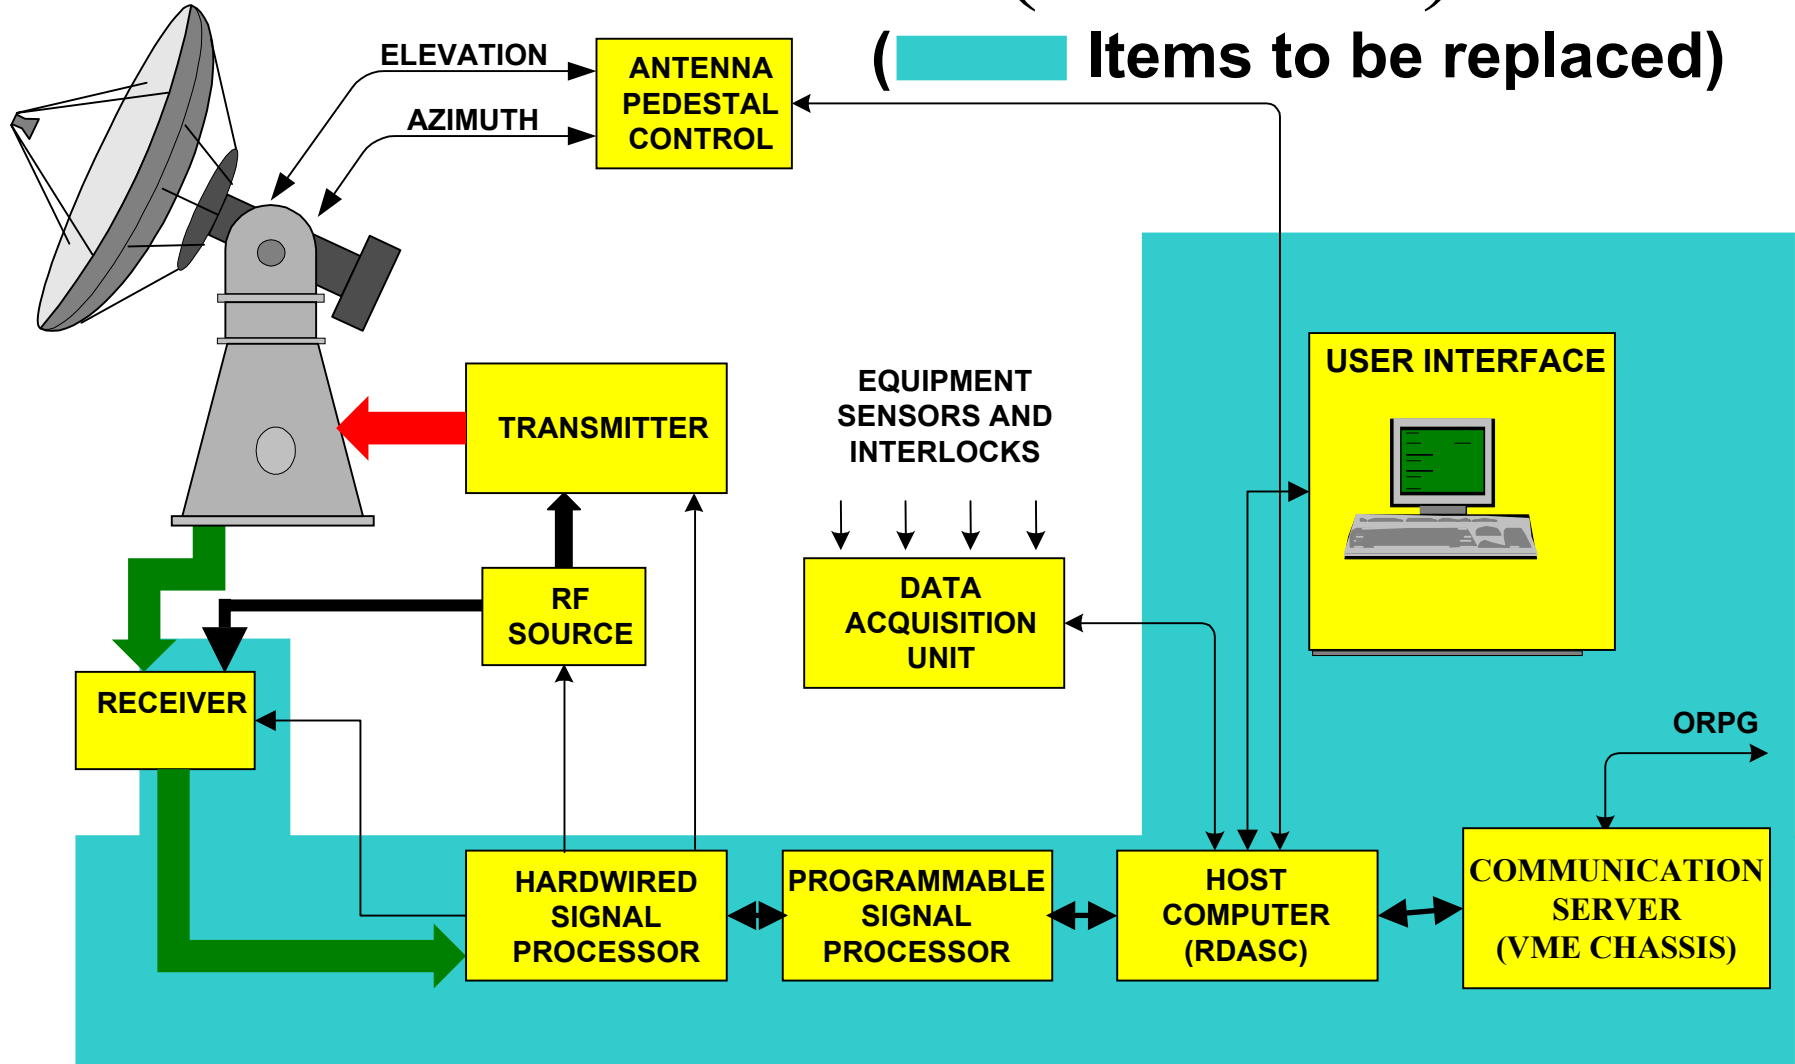 ( Items to be replaced)
ELEVATION
AZIMUTH
ANTENNA
PEDESTAL
CONTROL
USER INTERFACE
TRANSMITTER
EQUIPMENT
SENSORS AND
INTERLOCKS
RF
SOURCE
DATA
ACQUISITION
UNIT
RECEIVER
ORPG
HARDWIRED
SIGNAL
PROCESSOR
PROGRAMMABLE
SIGNAL
PROCESSOR
HOST
COMPUTER
(RDASC)
COMMUNICATION
SERVER
(VME CHASSIS)